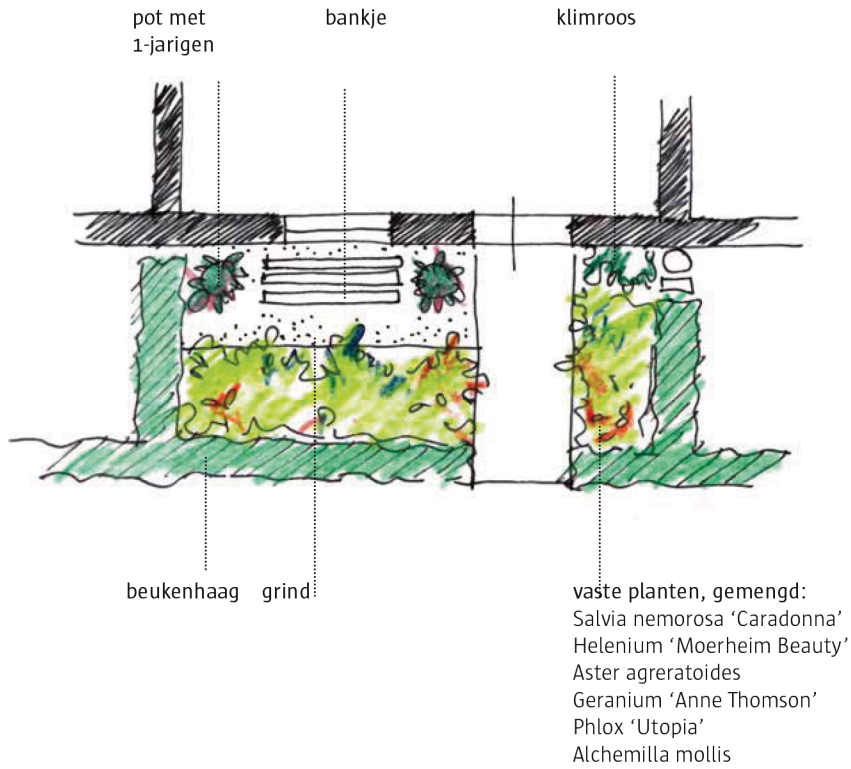 pot met
1-jarigen
bankje
klimroos
beukenhaag
grind
vaste planten, gemengd:
Salvia nemorosa ‘Caradonna’
Helenium ‘Moerheim Beauty’
Aster agreratoides
Geranium ‘Anne Thomson’
Phlox ‘Utopia’
Alchemilla mollis